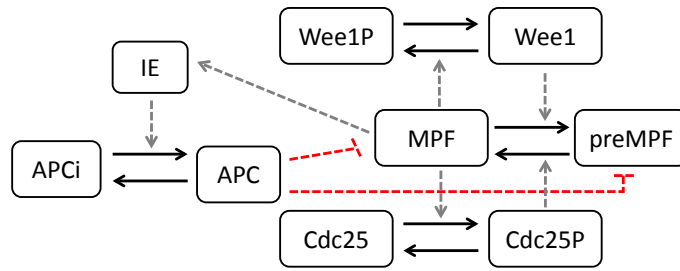 Wee1P
Wee1
IE
MPF
preMPF
APCi
APC
Cdc25
Cdc25P